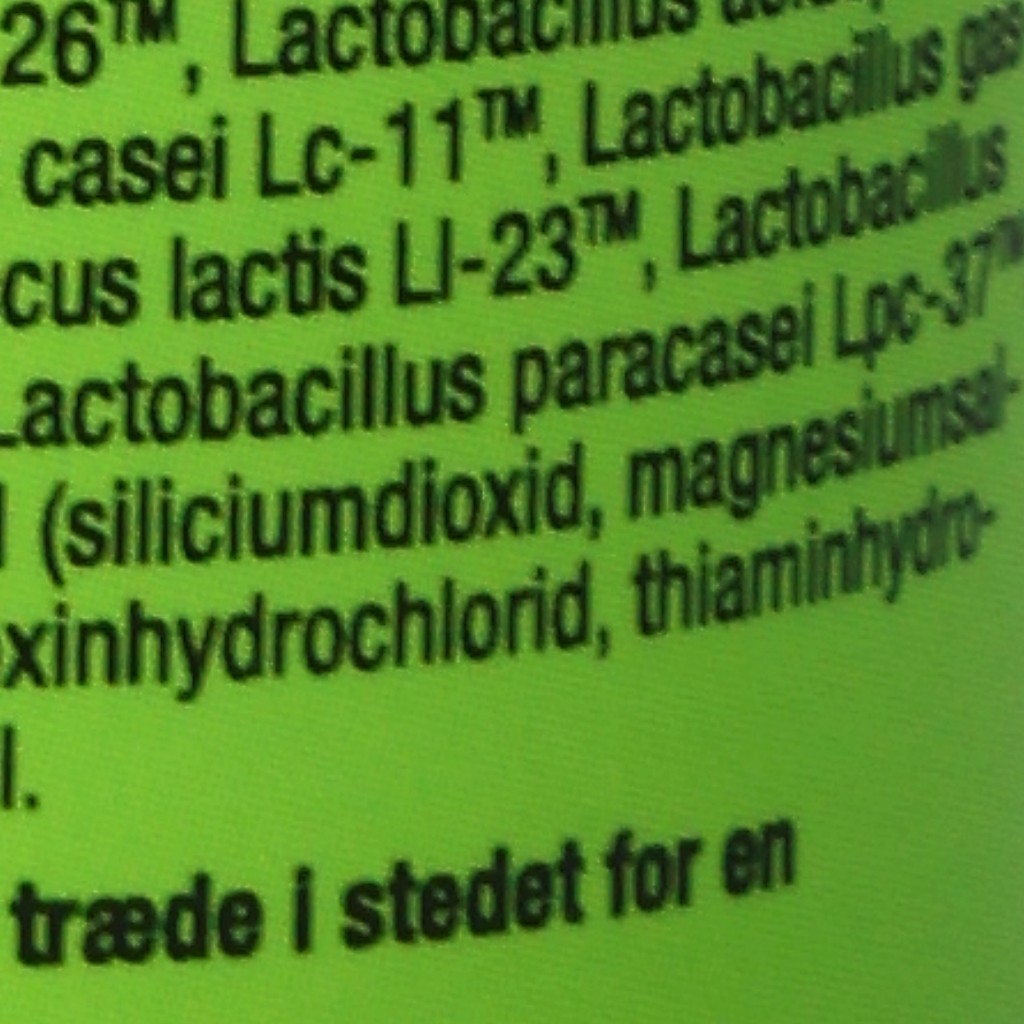 26™, Lactobacillus
casei Lc-11™, Lactobacillus gas
cus lactis Ll-23™, Lactobacillus
Lactobacillus paracasei Lpc-37™
(siliciumdioxid, magnesiumsal-
xinhydrochlorid, thiaminhydro-
l.
træde i stedet for en